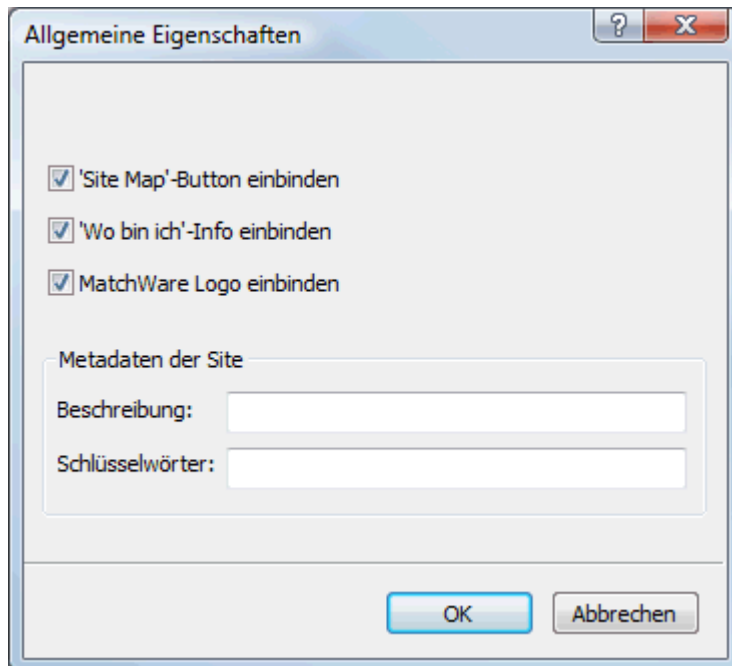 Allgemeine Eigenschaften
'Site Map'-Button einbinden
'Wo bin ich'-Info einbinden
MatchWare Logo einbinden
Metadaten der Site
Beschreibung:
Schlüsselwörter:
OK Abbrechen